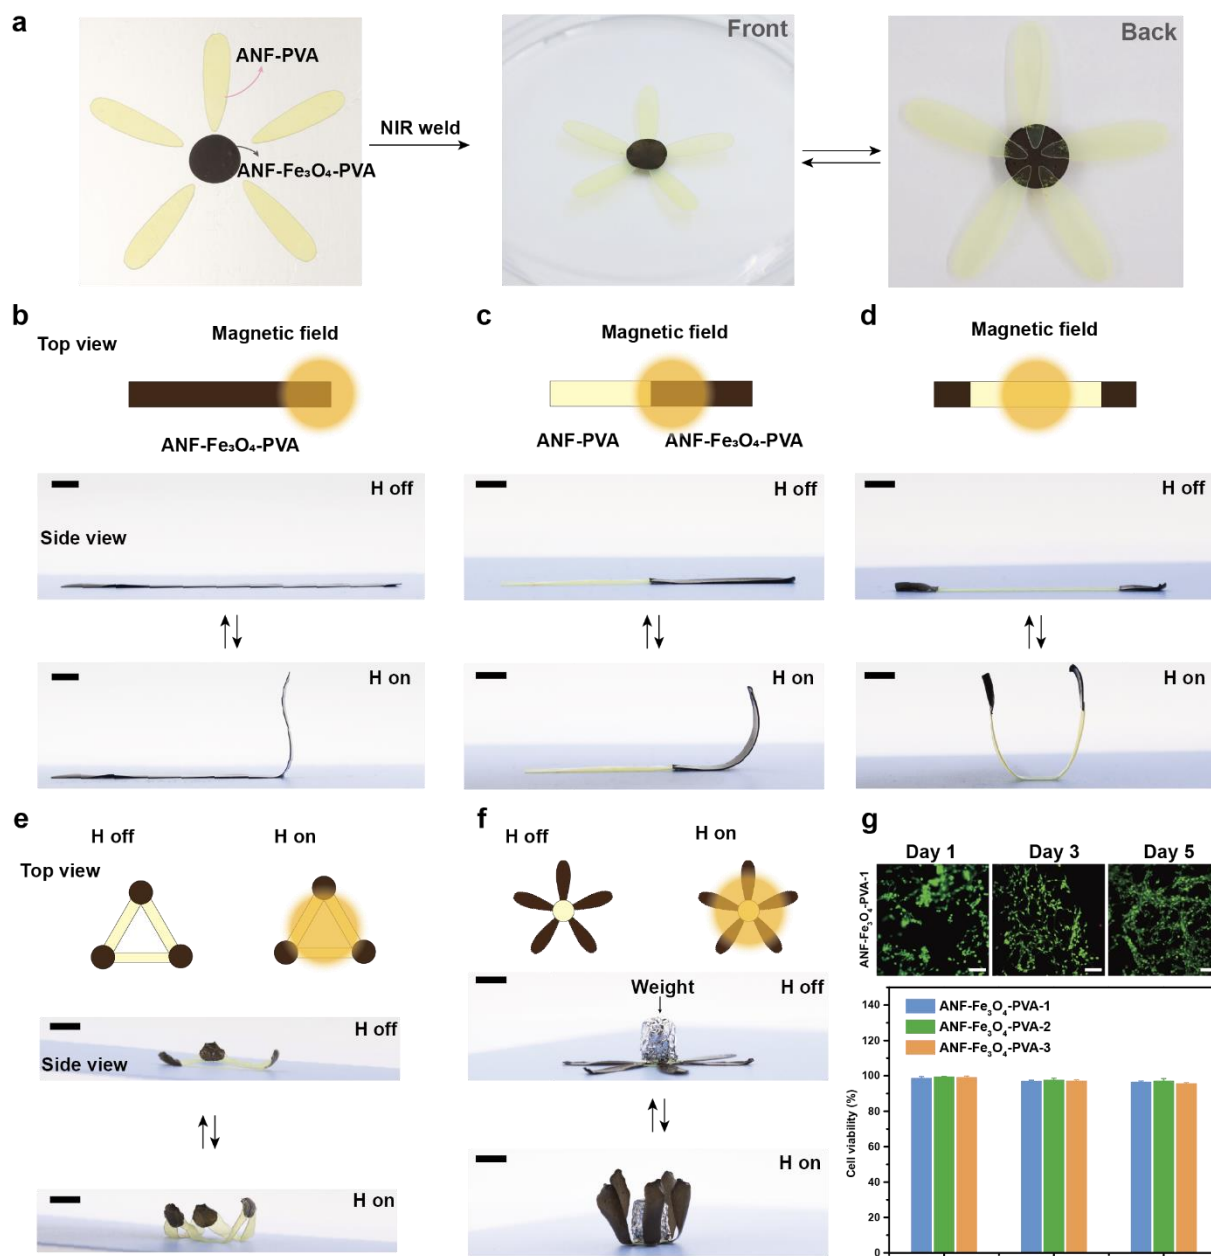 a
ANF-PVA
ANF-Fe₃O₄-PVA
NIR weld
Front
Back
b
Top view
Magnetic field
ANF-Fe₃O₄-PVA
H off
Side view
H on
c
Magnetic field
ANF-PVA
ANF-Fe₃O₄-PVA
H off
H on
d
Magnetic field
H off
H on
e
H off
H on
Top view
H off
Side view
H on
f
H off
H on
Weight
H off
H on
g
Day 1
Day 3
Day 5
ANF-Fe₃O₄-PVA-1
ANF-Fe₃O₄-PVA-1
ANF-Fe₃O₄-PVA-2
ANF-Fe₃O₄-PVA-3
Cell viability (%)
140
120
100
80
60
40
20
0